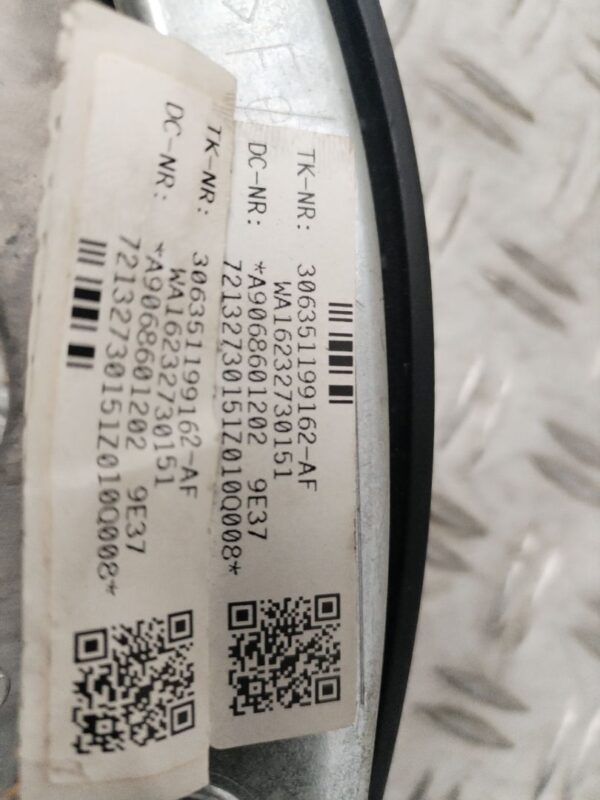 TK-NR: 306351199162-AF
WA16232730151
DC-NR: *A9068601202 9E37
7213273015１Z010Q008*
TK-NR: 306351199162-AF
WA16232730151
DC-NR: *A9068601202 9E37
72132730151Z010Q008*